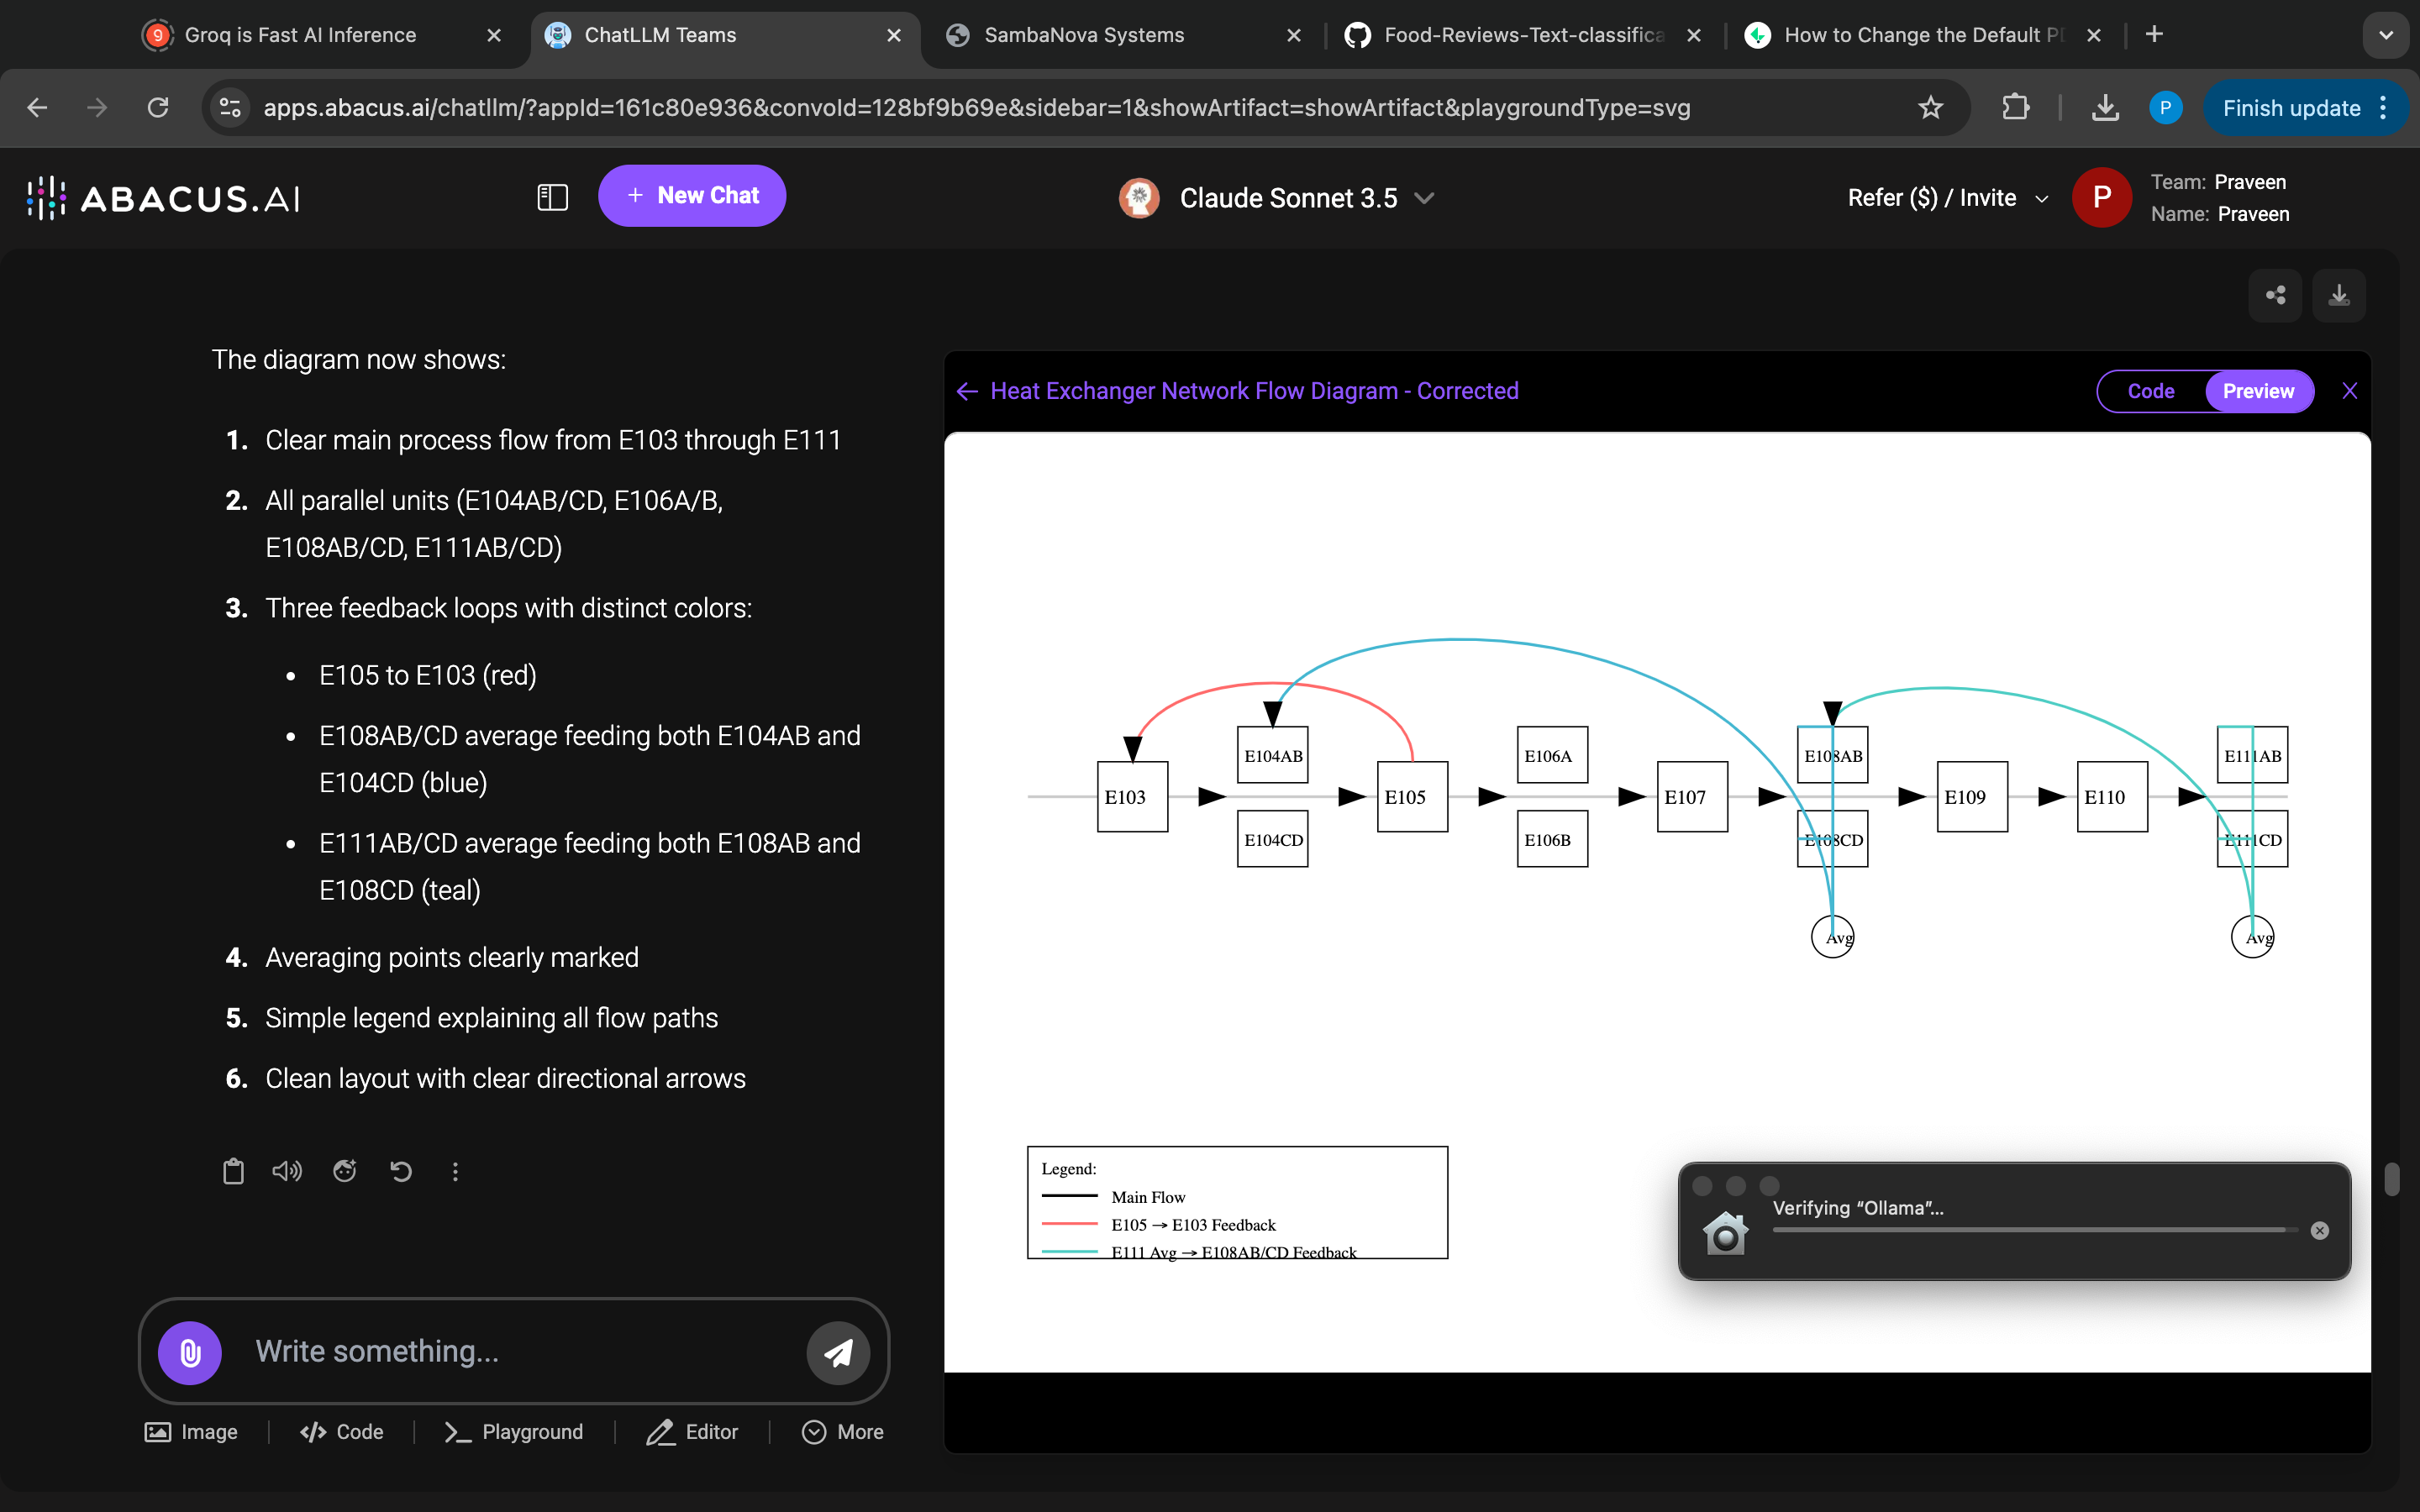 Groq is Fast AI Inference
ChatLLM Teams
SambaNova Systems
Food-Reviews-Text-classifica
How to Change the Default PD
9
apps.abacus.ai/chatllm/?appId=161c80e936&convoId=128bf9b69e&sidebar=1&showArtifact=showArtifact&playgroundType=svg
P
Finish update
ABACUS.AI
+ New Chat
Claude Sonnet 3.5
Refer ($) / Invite
P
Team: Praveen
Name: Praveen
The diagram now shows:
1. Clear main process flow from E103 through E111
2. All parallel units (E104AB/CD, E106A/B,
E108AB/CD, E111AB/CD)
3. Three feedback loops with distinct colors:
• E105 to E103 (red)
• E108AB/CD average feeding both E104AB and
E104CD (blue)
• E111AB/CD average feeding both E108AB and
E108CD (teal)
4. Averaging points clearly marked
5. Simple legend explaining all flow paths
6. Clean layout with clear directional arrows
Write something...
Image
Code
Playground
Editor
More
Heat Exchanger Network Flow Diagram - Corrected
Code
Preview
E104AB
E106A
E108AB
E111AB
E103
E105
E107
E109
E110
E104CD
E106B
E108CD
E111CD
Avg
Avg
Legend:
Main Flow
E105 → E103 Feedback
E111 Avg → E108AB/CD Feedback
Verifying “Ollama”...